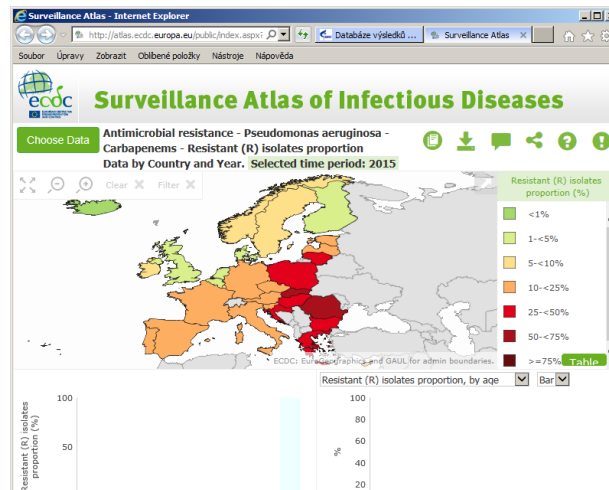 Surveillance Atlas - Internet Explorer
http://atlas.ecdc.europa.eu/public/index.aspx?
Databáze výsledků ...
Surveillance Atlas
Soubor Úpravy Zobrazit Oblíbené položky Nástroje Nápověda
ecdc
Surveillance Atlas of Infectious Diseases
Choose Data
Antimicrobial resistance - Pseudomonas aeruginosa -
Carbapenems - Resistant (R) isolates proportion
Data by Country and Year. Selected time period: 2015
Clear
Filter
Resistant (R) isolates
proportion (%)
<1%
1-<5%
5-<10%
10-<25%
25-<50%
50-<75%
>=75%
Table
ECDC: EuroGeographics and GAUL for admin boundaries.
Resistant (R) isolates proportion, by age
Bar
Resistant (R) isolates
proportion (%)
100
50
%
100
80
60
40
20